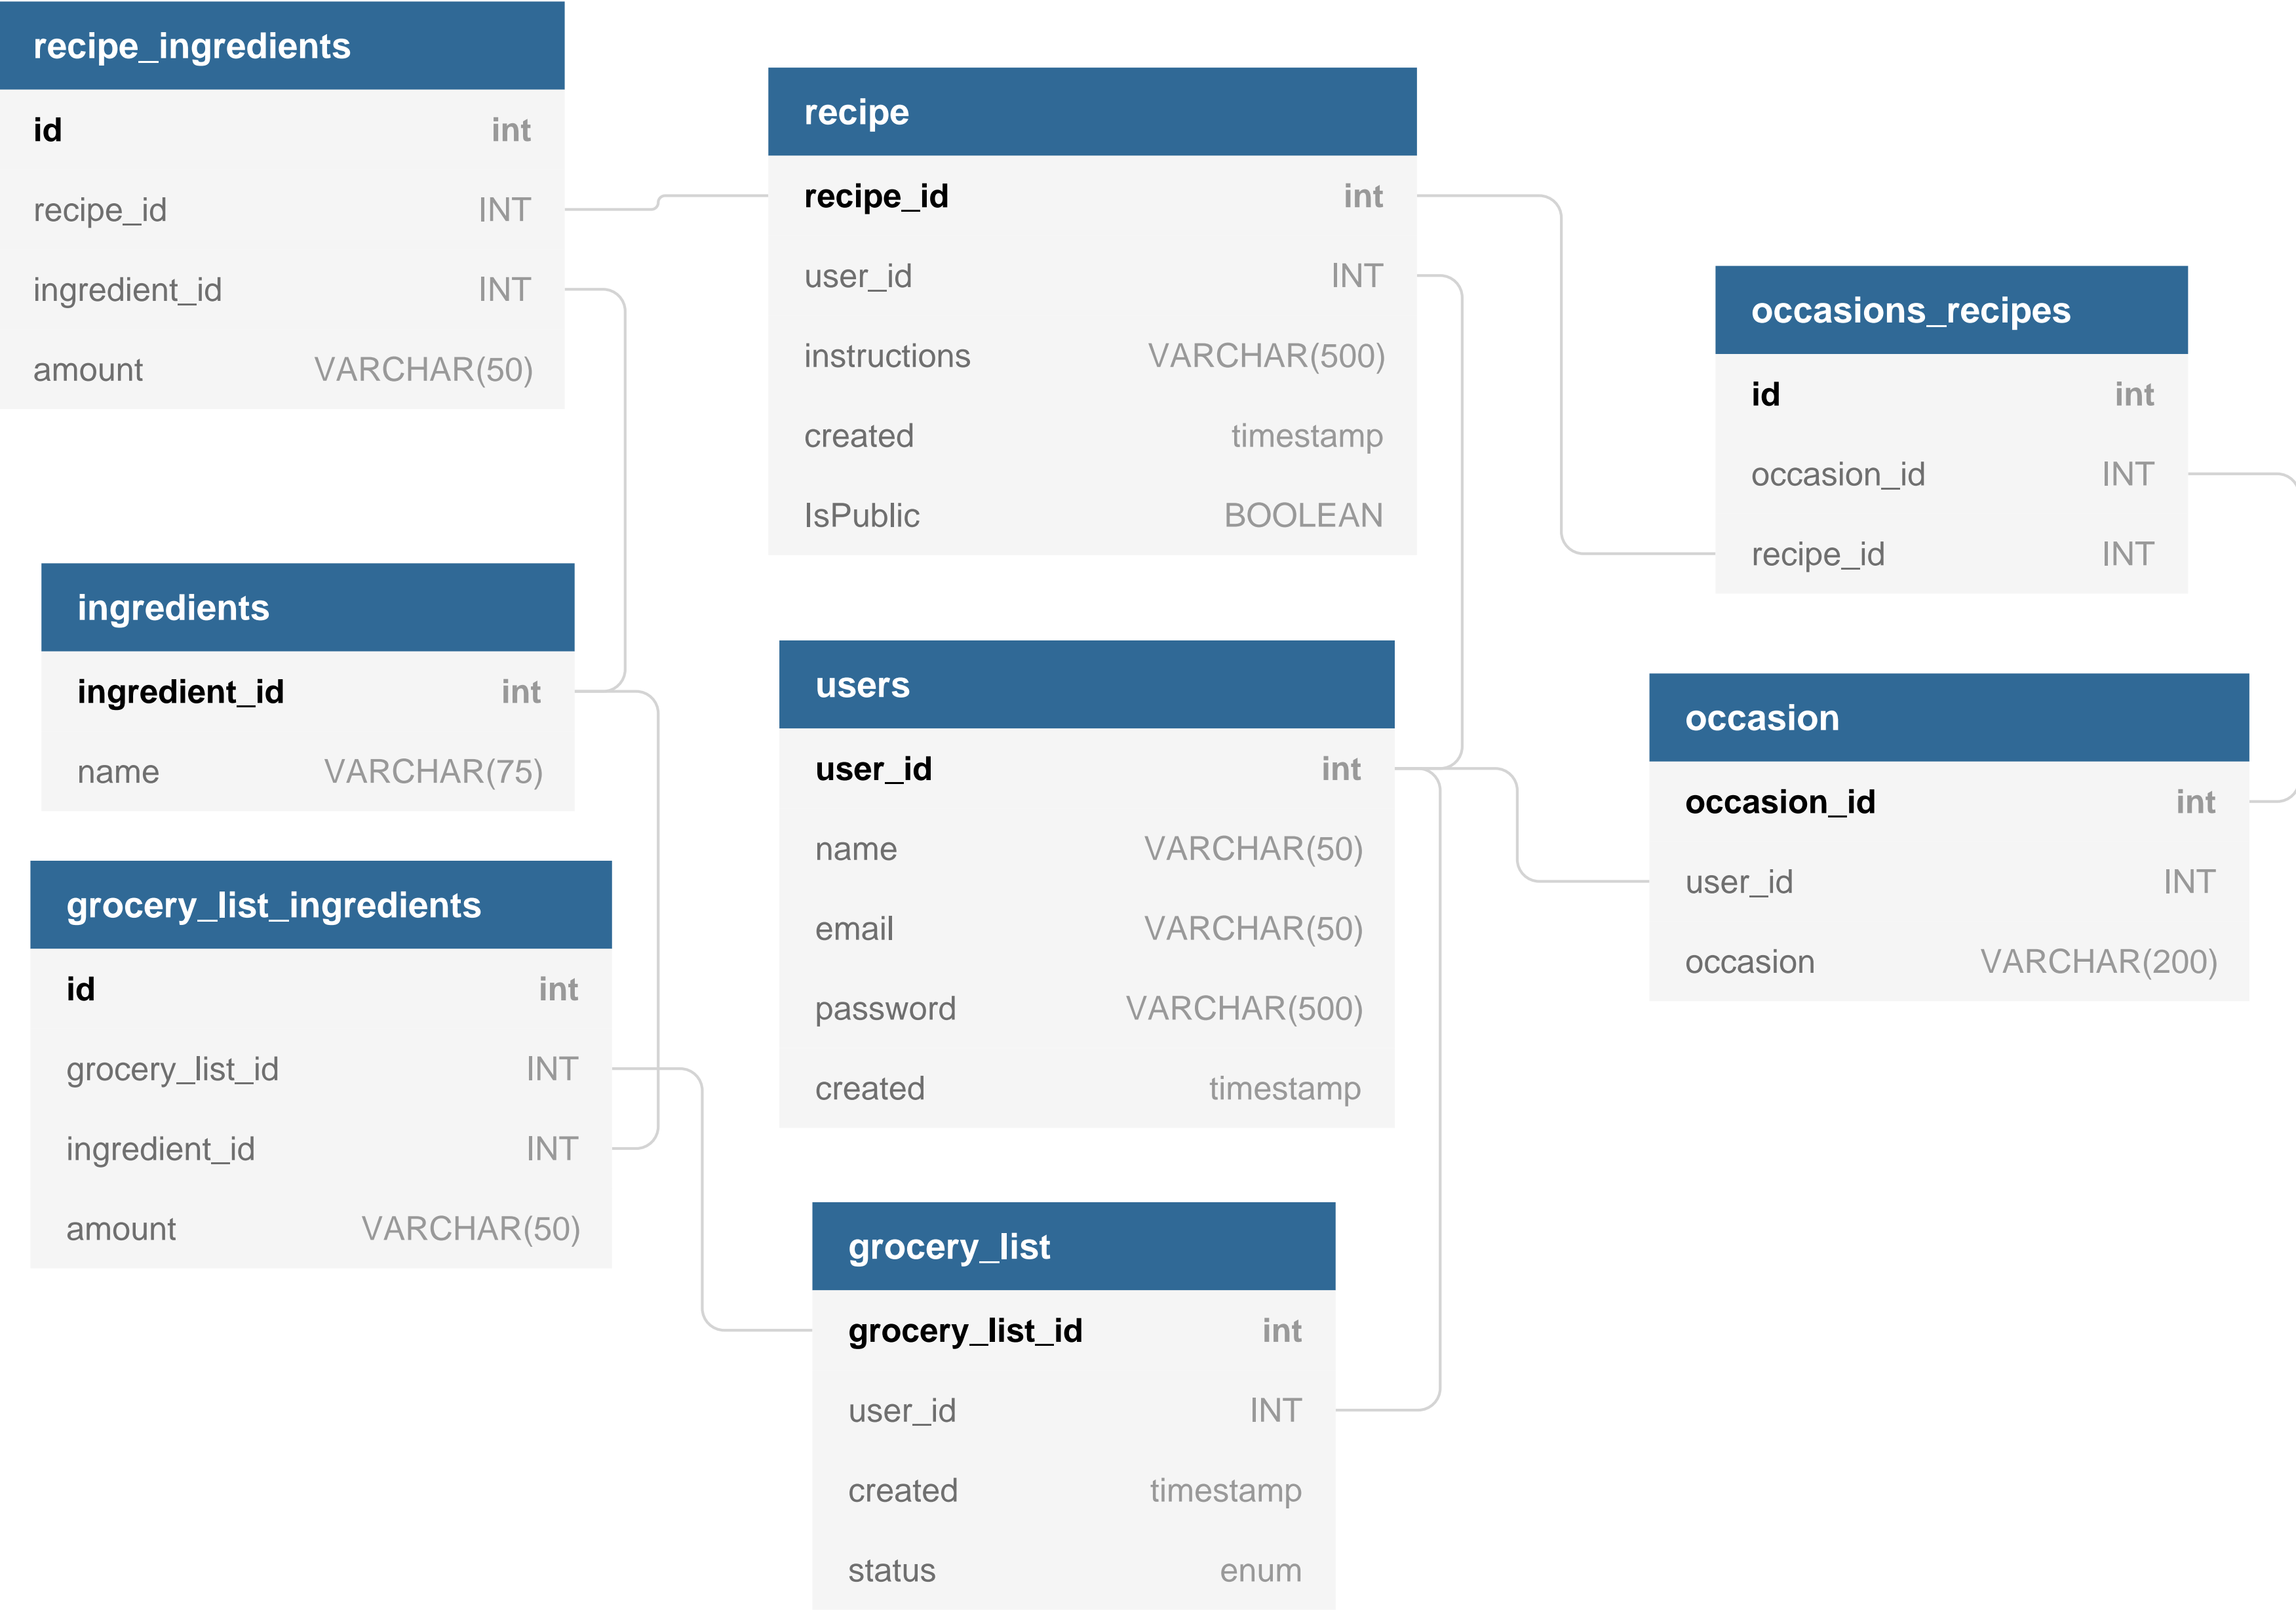 recipe_ingredients
id int
recipe_id INT
ingredient_id INT
amount VARCHAR(50)
recipe
recipe_id int
user_id INT
instructions VARCHAR(500)
created timestamp
IsPublic BOOLEAN
occasions_recipes
id int
occasion_id INT
recipe_id INT
ingredients
ingredient_id int
name VARCHAR(75)
users
user_id int
name VARCHAR(50)
email VARCHAR(50)
password VARCHAR(500)
created timestamp
occasion
occasion_id int
user_id INT
occasion VARCHAR(200)
grocery_list_ingredients
id int
grocery_list_id INT
ingredient_id INT
amount VARCHAR(50)
grocery_list
grocery_list_id int
user_id INT
created timestamp
status enum